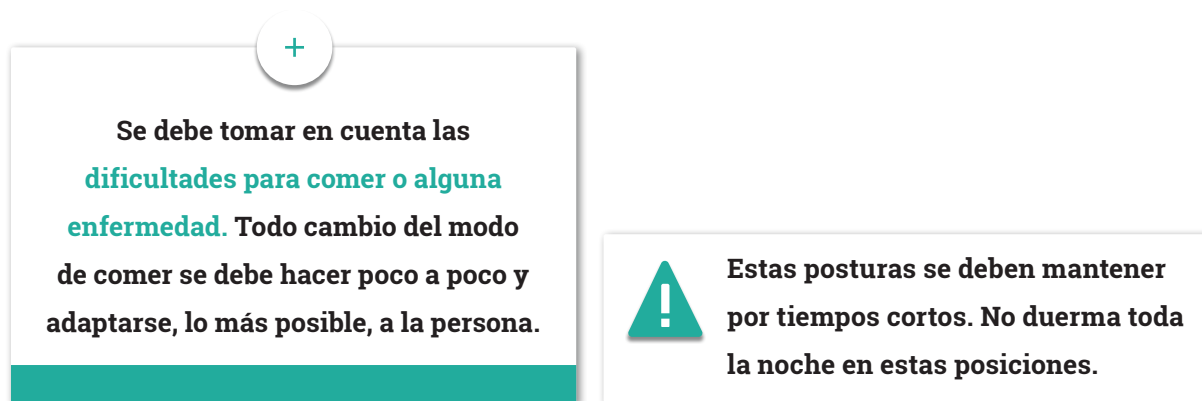 Se debe tomar en cuenta las
dificultades para comer o alguna
enfermedad. Todo cambio del modo
de comer se debe hacer poco a poco y
adaptarse, lo más posible, a la persona.
Estas posturas se deben mantener
por tiempos cortos. No duerma toda
la noche en estas posiciones.